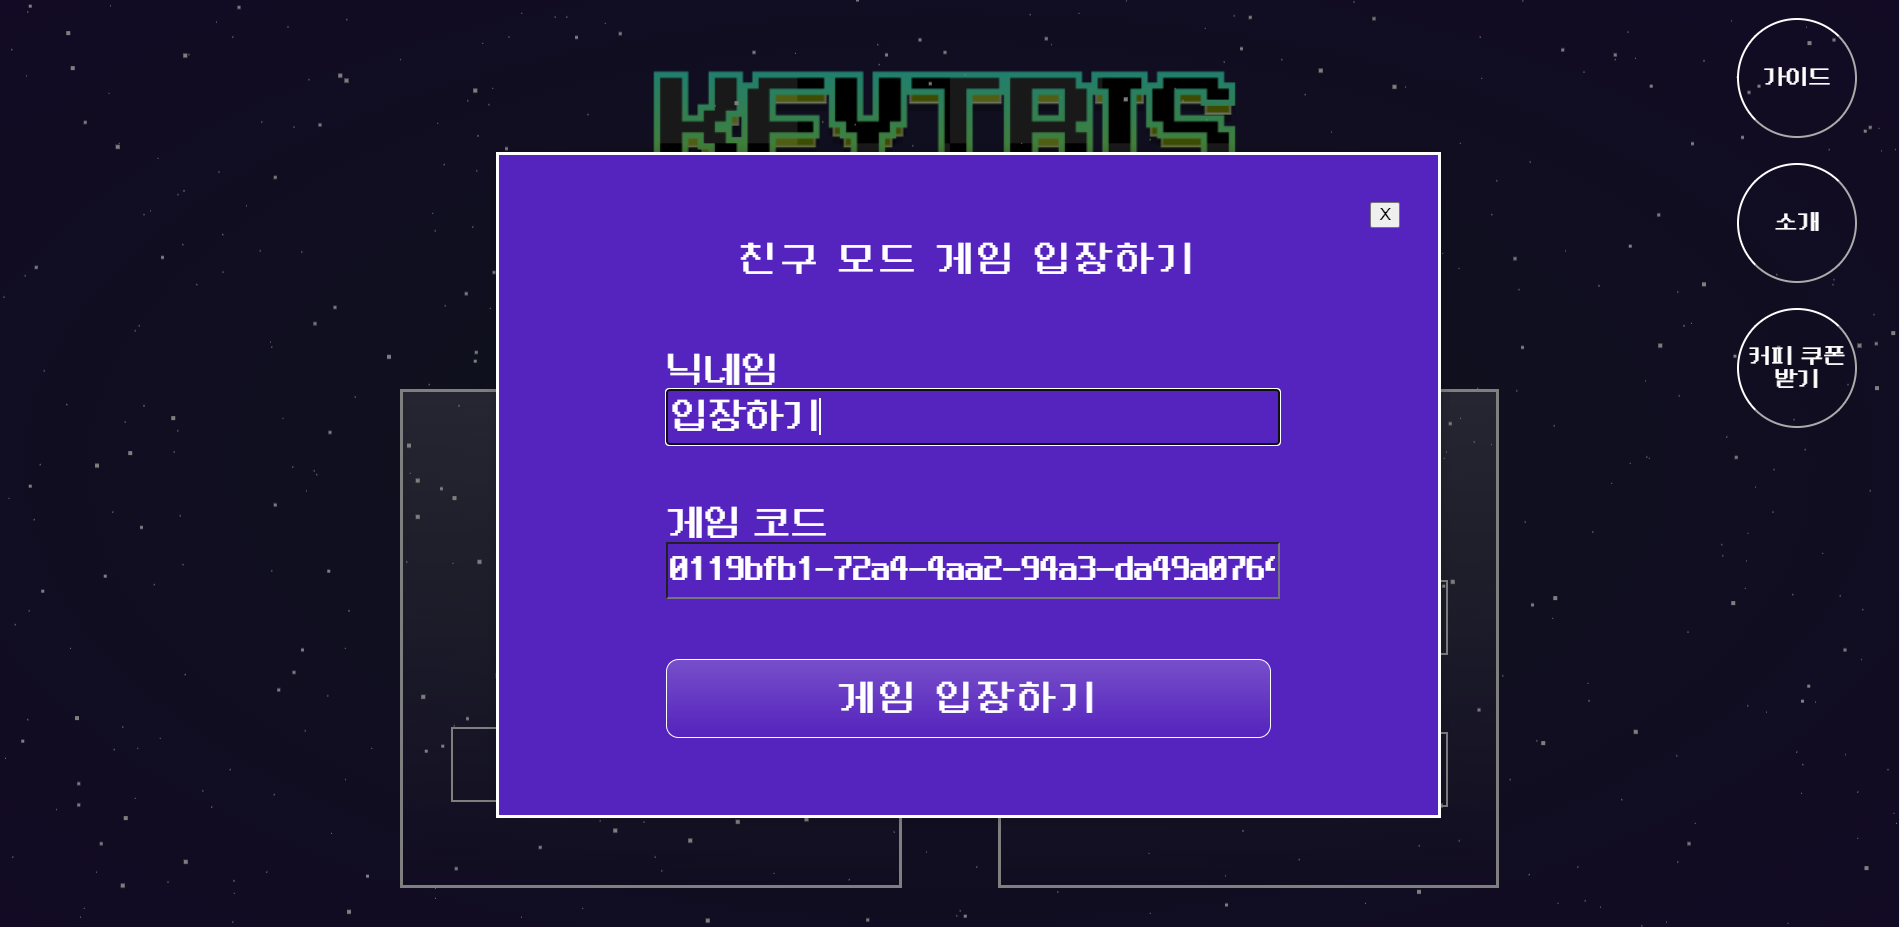 KEYTRIS
가이드
소개
커피 쿠폰
받기
X
친구 모드 게임 입장하기
닉네임
입장하기
게임 코드
0119bfb1-72a4-4aa2-94a3-da49a0764
게임 입장하기